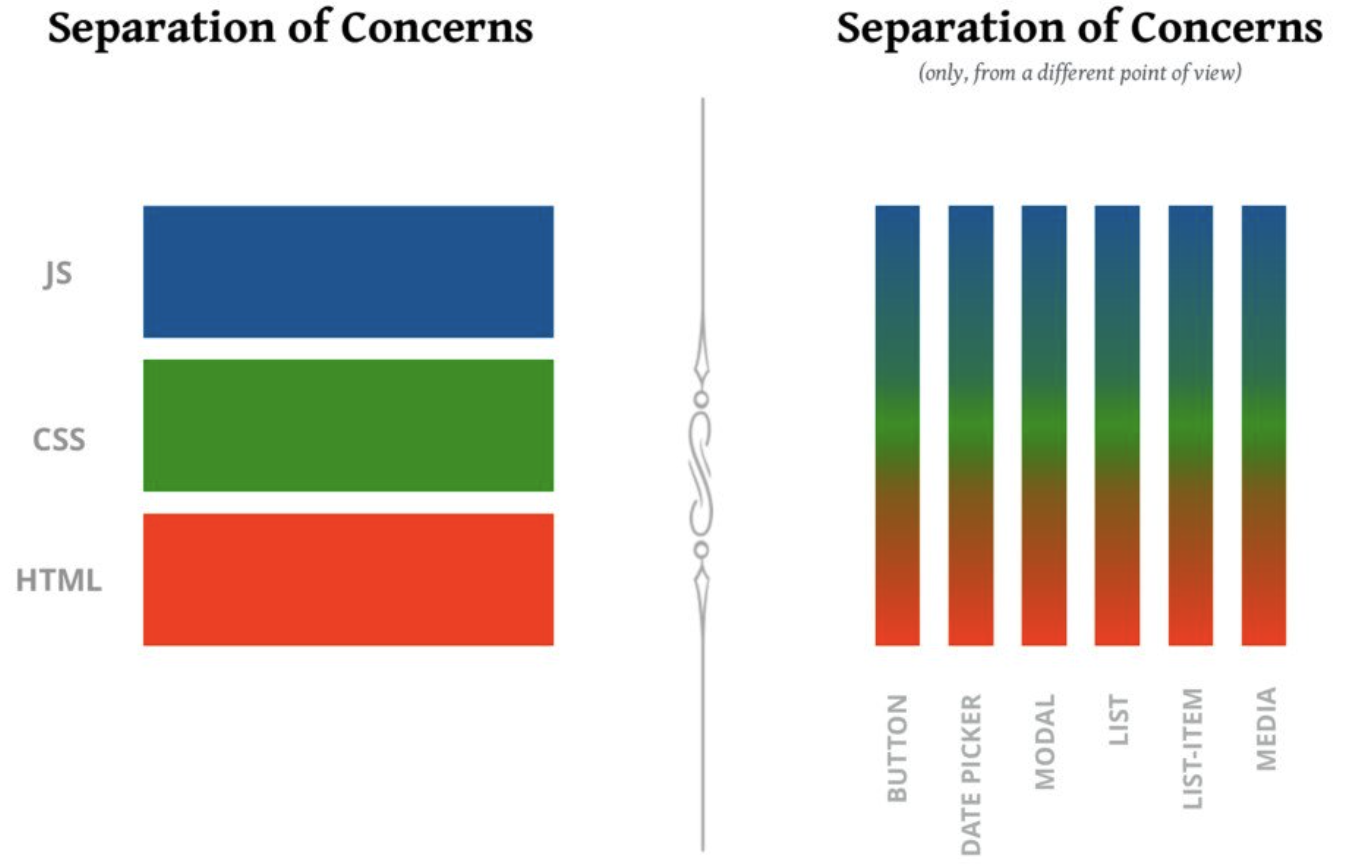 Separation of Concerns
JS
CSS
HTML
Separation of Concerns
(only, from a different point of view)
BUTTON
DATE PICKER
MODAL
LIST
LIST-ITEM
MEDIA